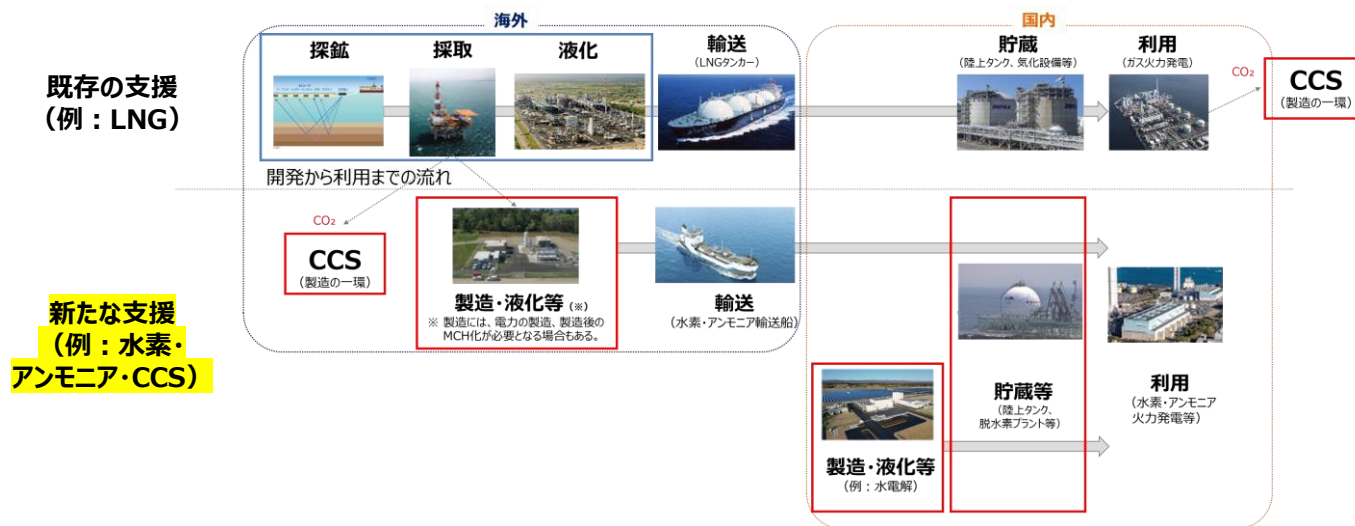 海外
国内
探鉱
採取
液化
輸送
(LNGタンカー)
貯蔵
(陸上タンク、気化設備等)
利用
(ガス火力発電)
既存の支援
(例：LNG)
CO₂
CCS
(製造の一環)
開発から利用までの流れ
CO₂
CCS
(製造の一環)
製造・液化等(※)
※ 製造には、電力の製造、製造後の
MCH化が必要となる場合もある。
輸送
(水素・アンモニア輸送船)
新たな支援
(例：水素・
アンモニア・CCS)
製造・液化等
(例：水電解)
貯蔵等
(陸上タンク、
脱水素プラント等)
利用
(水素・アンモニア
火力発電等)